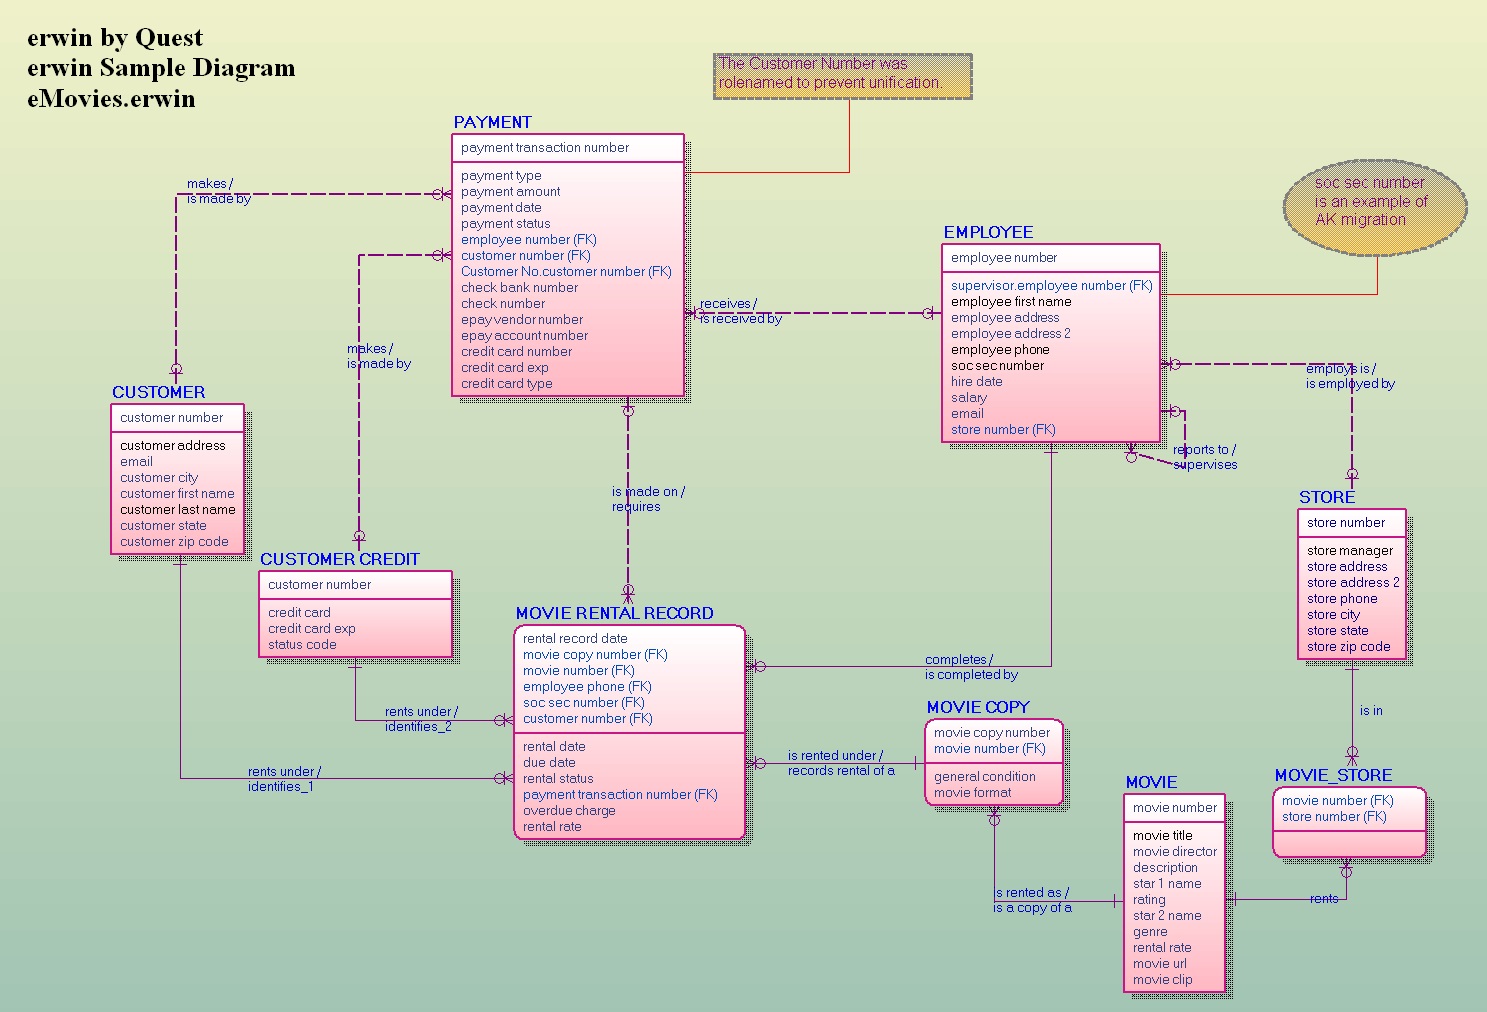 erwin by Quest
erwin Sample Diagram
eMovies.erwin
The Customer Number was
rolenamed to prevent unification.
soc sec number
is an example of
AK migration
PAYMENT
payment transaction number
payment type
payment amount
payment date
payment status
employee number (FK)
customer number (FK)
Customer No.customer number (FK)
check bank number
check number
epay vendor number
epay account number
credit card number
credit card exp
credit card type
makes /
is made by
makes /
is made by
receives /
is received by
EMPLOYEE
employee number
supervisor.employee number (FK)
employee first name
employee address
employee address 2
employee phone
soc sec number
hire date
salary
email
store number (FK)
employs is /
is employed by
reports to /
supervises
CUSTOMER
customer number
customer address
email
customer city
customer first name
customer last name
customer state
customer zip code
is made on /
requires
STORE
store number
store manager
store address
store address 2
store phone
store city
store state
store zip code
CUSTOMER CREDIT
customer number
credit card
credit card exp
status code
MOVIE RENTAL RECORD
rental record date
movie copy number (FK)
movie number (FK)
employee phone (FK)
soc sec number (FK)
customer number (FK)
rental date
due date
rental status
payment transaction number (FK)
overdue charge
rental rate
completes /
is completed by
rents under /
identifies_2
rents under /
identifies_1
is rented under /
records rental of a
MOVIE COPY
movie copy number
movie number (FK)
general condition
movie format
is in
MOVIE_STORE
movie number (FK)
store number (FK)
MOVIE
movie number
movie title
movie director
description
star 1 name
rating
star 2 name
genre
rental rate
movie url
movie clip
is rented as /
is a copy of a
rents